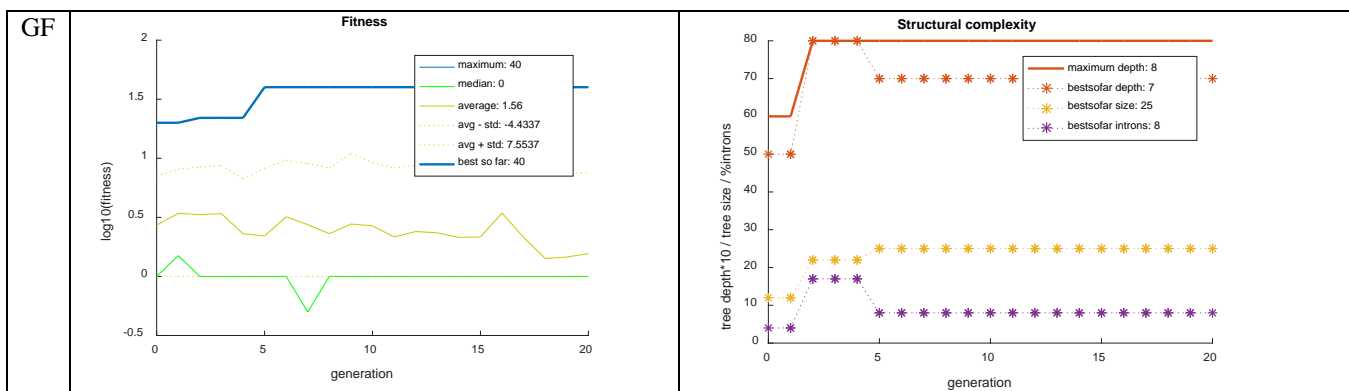 GF
Fitness
2
1.5
1
0.5
0
-0.5
log10(fitness)
0
5
10
15
20
generation
maximum: 40
median: 0
average: 1.56
avg - std: -4.4337
avg + std: 7.5537
best so far: 40
Structural complexity
80
70
60
50
40
30
20
10
0
tree depth*10 / tree size / %introns
0
5
10
15
20
generation
maximum depth: 8
bestsofar depth: 7
bestsofar size: 25
bestsofar introns: 8